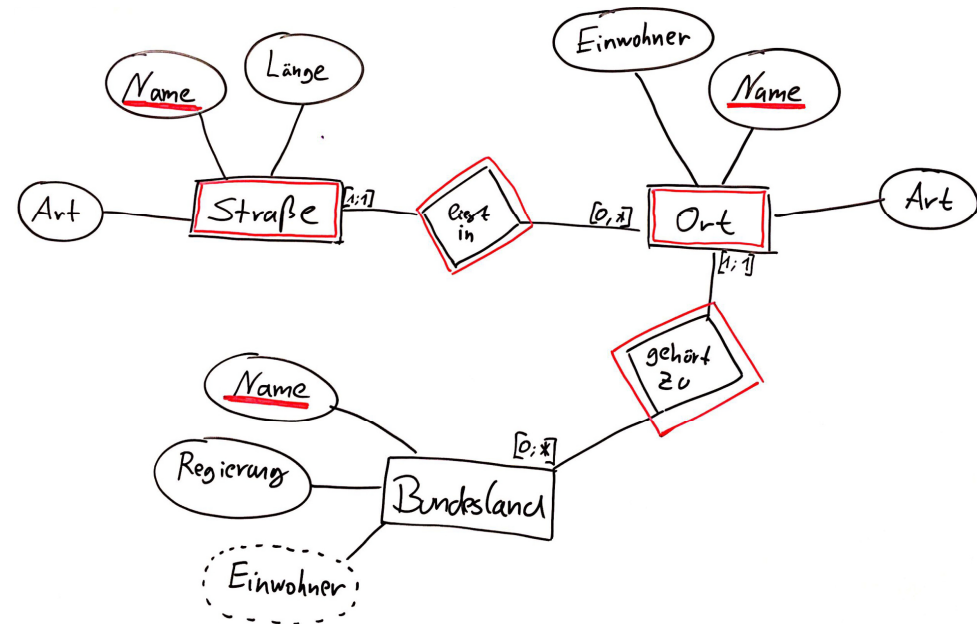 Einwohner
Länge
Name
Name
Art
Straße
[1;1]
liegt
in
[0,*]
Ort
Art
[1;1]
gehört
zu
Name
[0;*]
Regierung
Bundesland
Einwohner